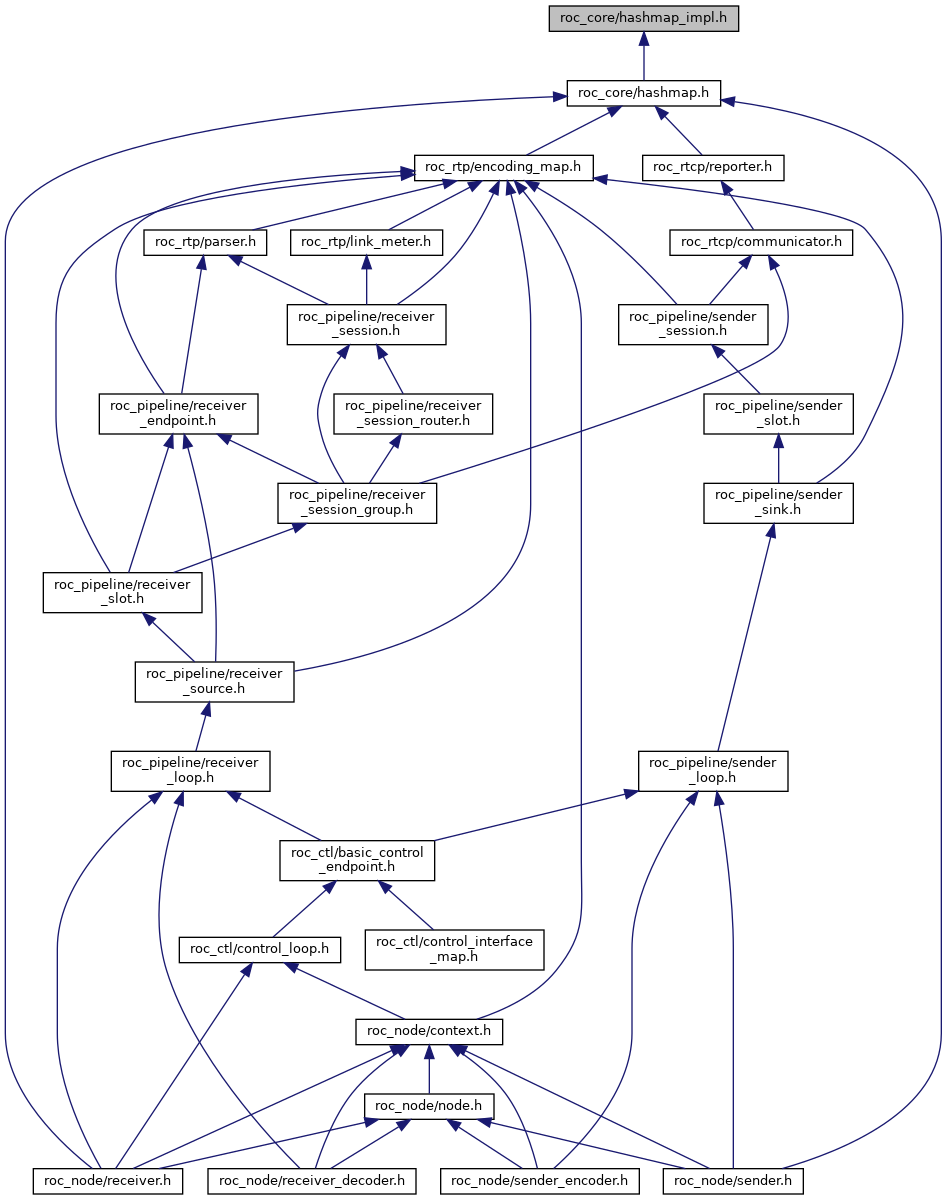 roc_core/hashmap_impl.h
roc_core/hashmap.h
roc_rtp/encoding_map.h
roc_rtcp/reporter.h
roc_rtp/parser.h
roc_rtp/link_meter.h
roc_rtcp/communicator.h
roc_pipeline/receiver
_session.h
roc_pipeline/sender
_session.h
roc_pipeline/receiver
_endpoint.h
roc_pipeline/receiver
_session_router.h
roc_pipeline/sender
_slot.h
roc_pipeline/receiver
_session_group.h
roc_pipeline/sender
_sink.h
roc_pipeline/receiver
_slot.h
roc_pipeline/receiver
_source.h
roc_pipeline/receiver
_loop.h
roc_pipeline/sender
_loop.h
roc_ctl/basic_control
_endpoint.h
roc_ctl/control_loop.h
roc_ctl/control_interface
_map.h
roc_node/context.h
roc_node/node.h
roc_node/receiver.h
roc_node/receiver_decoder.h
roc_node/sender_encoder.h
roc_node/sender.h